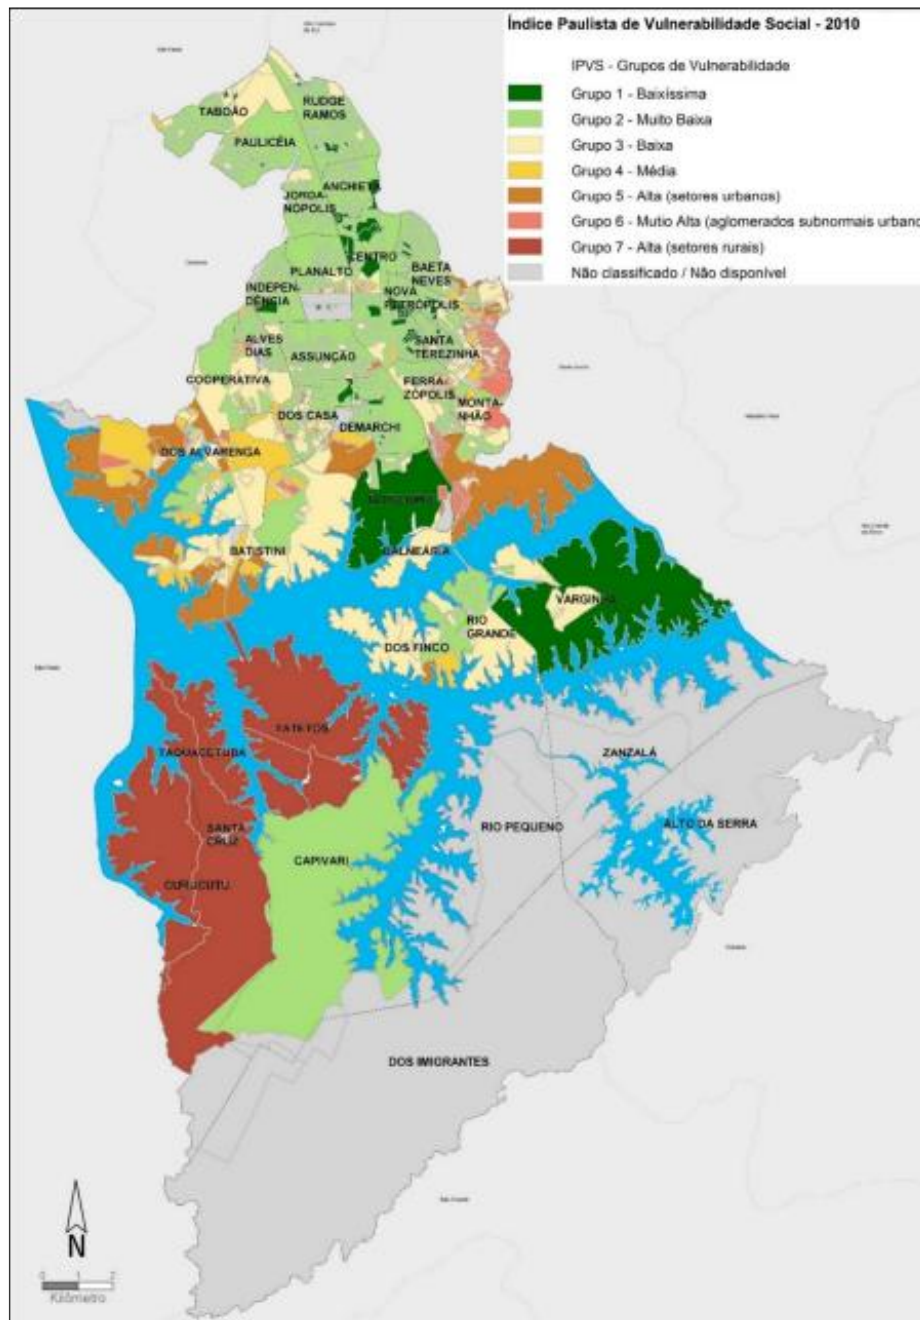 Índice Paulista de Vulnerabilidade Social - 2010
IPVS - Grupos de Vulnerabilidade
Grupo 1 - Baixíssima
Grupo 2 - Muito Baixa
Grupo 3 - Baixa
Grupo 4 - Média
Grupo 5 - Alta (setores urbanos)
Grupo 6 - Mutio Alta (aglomerados subnormais urbano
Grupo 7 - Alta (setores rurais)
Não classificado / Não disponível
TABOÃO
RUDGE
RAMOS
PAULICÉIA
ANCHIETA
JORDA-
NÓPOLIS
CENTRO
PLANALTO
BAETA
NEVES
INDEPEN-
DÊNCIA
NOVA
PETRÓPOLIS
ALVES
DIAS
ASSUNÇÃO
SANTA
TEREZINHA
COOPERATIVA
FERRA-
ZÓPOLIS
MONTA-
NHÃO
DOS CASA
DEMARCHI
DOS ALVARENGA
BATISTINI
BALNEÁRIA
VARGINHA
RIO
GRANDE
DOS FINCO
TATETOS
TAQUACETUBA
ZANZALÁ
SANTA
CRUZ
RIO PEQUENO
ALTO DA SERRA
CAPIVARI
CURUCUTU
DOS IMIGRANTES
N
0 1 2
Kilômetro